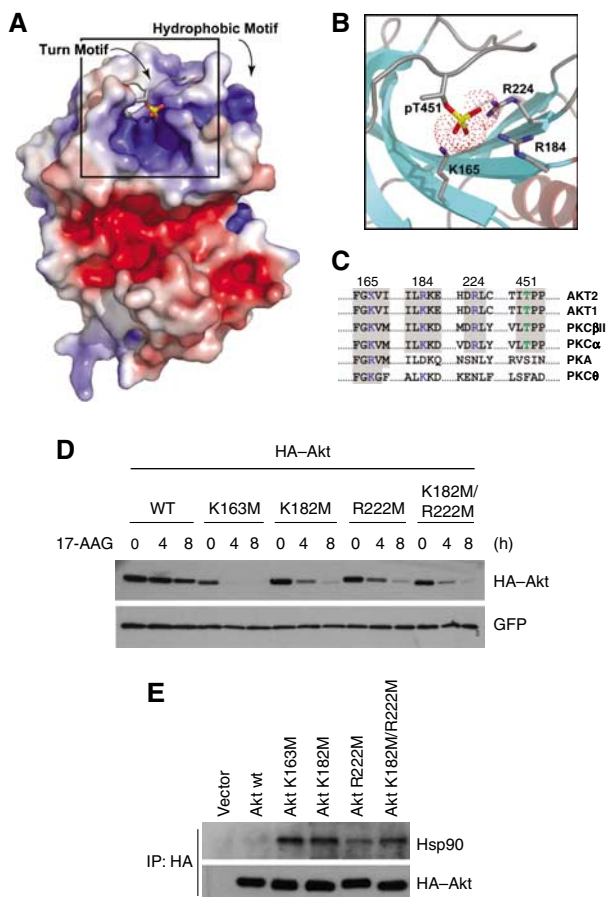 A
Hydrophobic Motif
Turn Motif
B
pT451
R224
R184
K165
C
165 184 224 451
FGKVI ILRKE HDRLC TITPP AKT2
FGKVI ILRKE HDRLC TITPP AKT1
FGKVM ILKKD MDRLY VLTPP PKCβII
FGKVM ILKKD VDRLY VLTPP PKCα
FGRVM ILDKQ NSNLY RVSIN PKA
FGKGF ALKKD KENLF LSFAD PKCθ
D
HA–Akt
WT K163M K182M R222M K182M/R222M
17-AAG 0 4 8 0 4 8 0 4 8 0 4 8 0 4 8 (h)
HA–Akt
GFP
E
Vector
Akt wt
Akt K163M
Akt K182M
Akt R222M
Akt K182M/R222M
IP: HA
Hsp90
HA–Akt